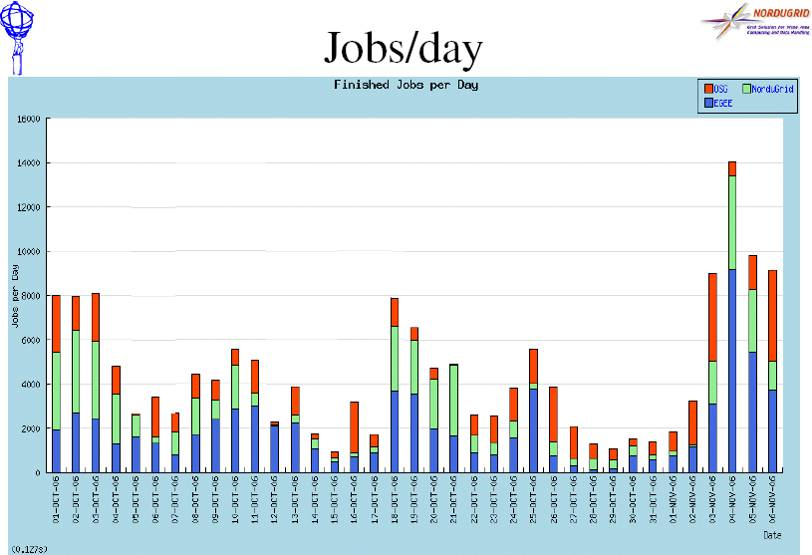 NORDUGRID
Grid Solution for Wide Area
Computing and Data Handling
Jobs/day
Finished Jobs per Day
OSG NorduGrid
EGEE
16000
14000
12000
10000
8000
6000
4000
2000
0
Jobs per Day
01-OCT-06
02-OCT-06
03-OCT-06
04-OCT-06
05-OCT-06
06-OCT-06
07-OCT-06
08-OCT-06
09-OCT-06
10-OCT-06
11-OCT-06
12-OCT-06
13-OCT-06
14-OCT-06
15-OCT-06
16-OCT-06
17-OCT-06
18-OCT-06
19-OCT-06
20-OCT-06
21-OCT-06
22-OCT-06
23-OCT-06
24-OCT-06
25-OCT-06
26-OCT-06
27-OCT-06
28-OCT-06
29-OCT-06
30-OCT-06
31-OCT-06
01-NOV-06
02-NOV-06
03-NOV-06
04-NOV-06
05-NOV-06
06-NOV-06
Date
(0.127s)